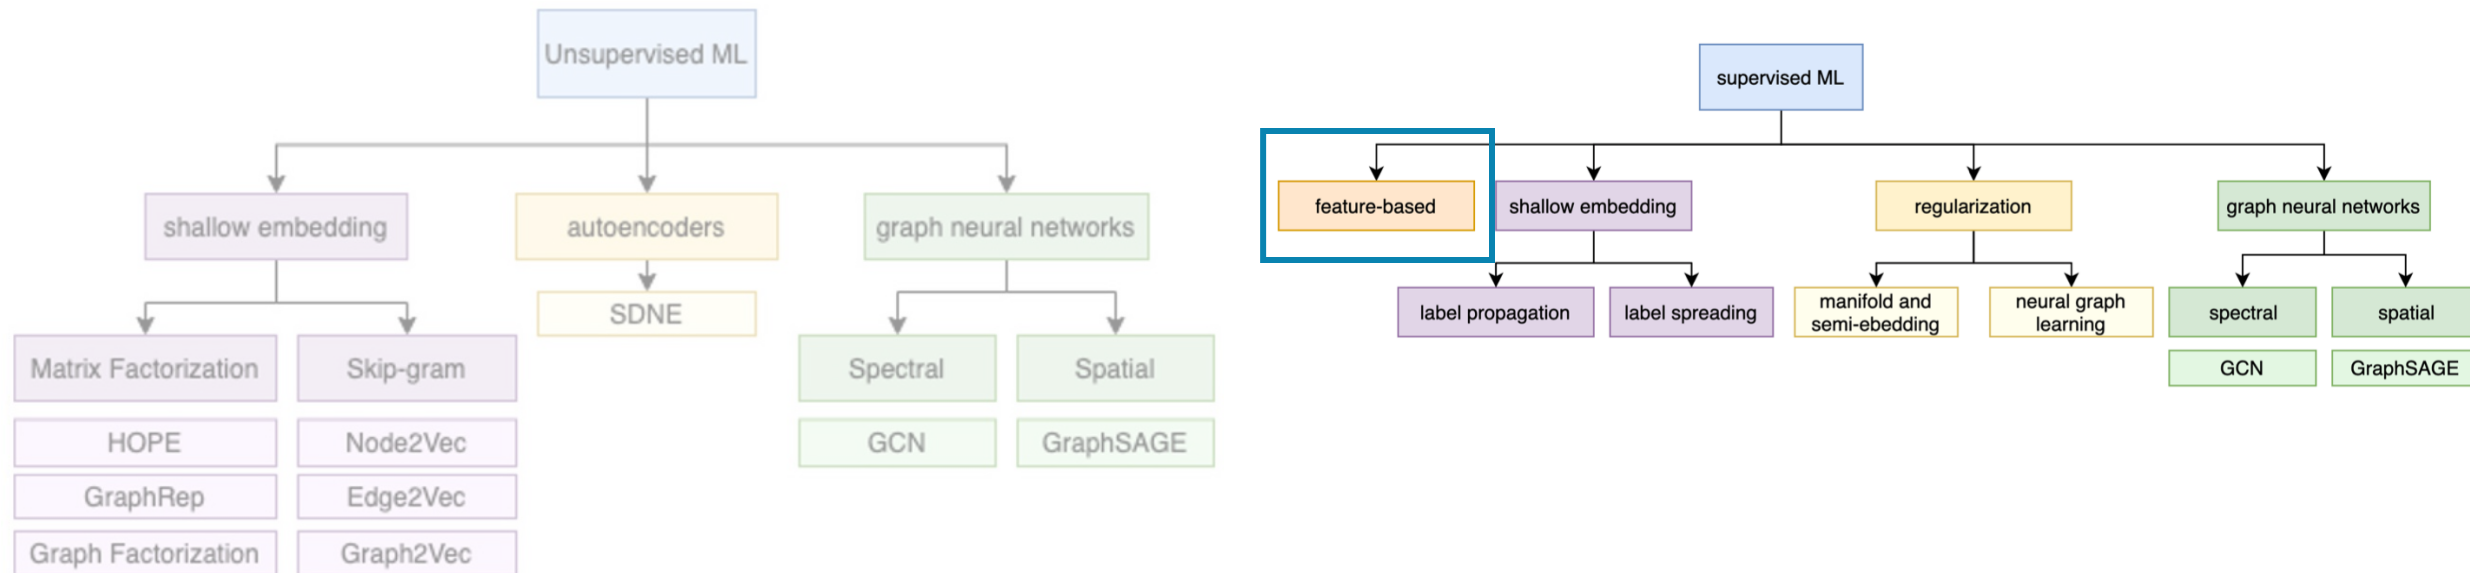 Unsupervised ML
shallow embedding
autoencoders
graph neural networks
SDNE
Matrix Factorization
Skip-gram
Spectral
Spatial
HOPE
Node2Vec
GCN
GraphSAGE
GraphRep
Edge2Vec
Graph Factorization
Graph2Vec
supervised ML
feature-based
shallow embedding
regularization
graph neural networks
label propagation
label spreading
manifold and
semi-ebedding
neural graph
learning
spectral
spatial
GCN
GraphSAGE